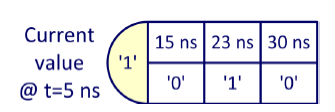 Current
value
@ t=5 ns
'1'
15 ns 23 ns 30 ns
'0' '1' '0'